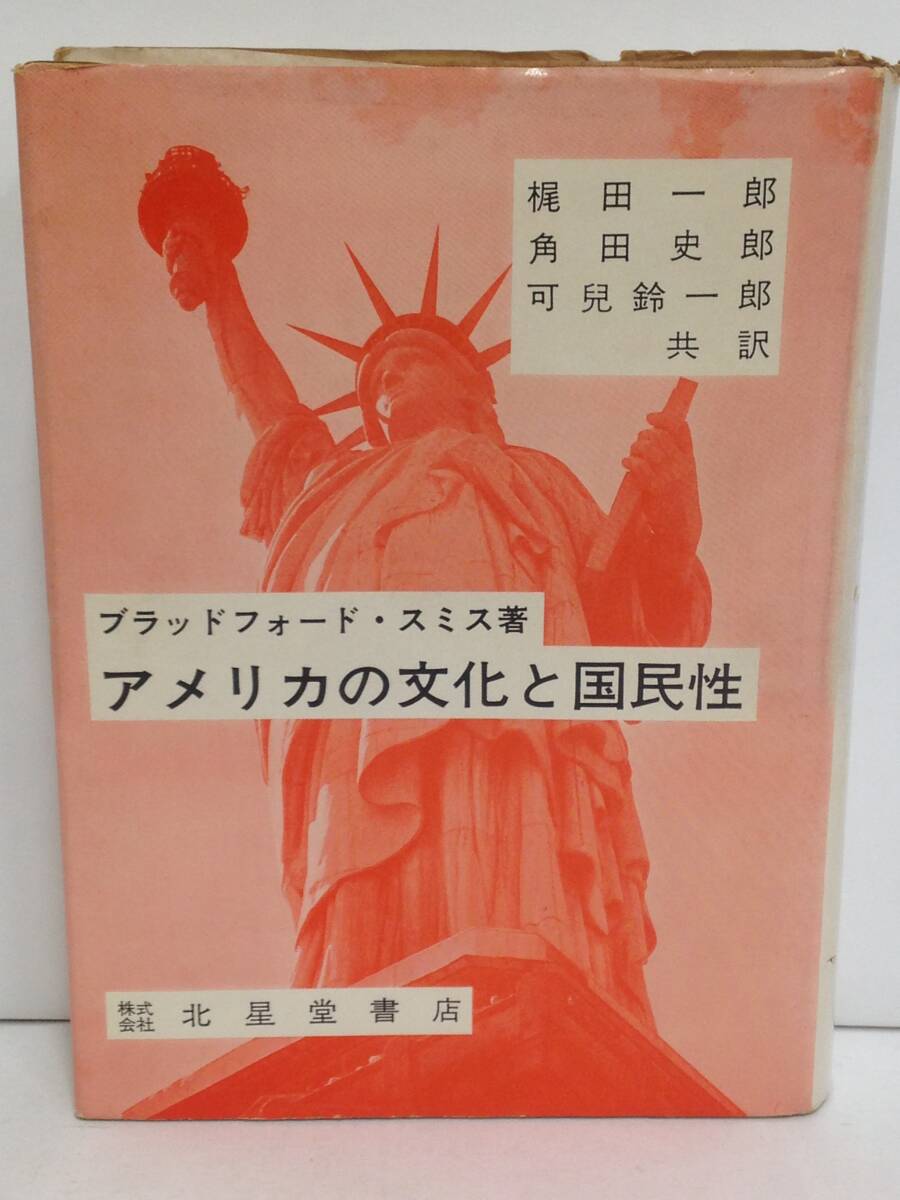 梶田一郎
角田史郎
可兒鈴一郎
共訳
ブラッドフォード・スミス著
アメリカの文化と国民性
株式会社 北星堂書店